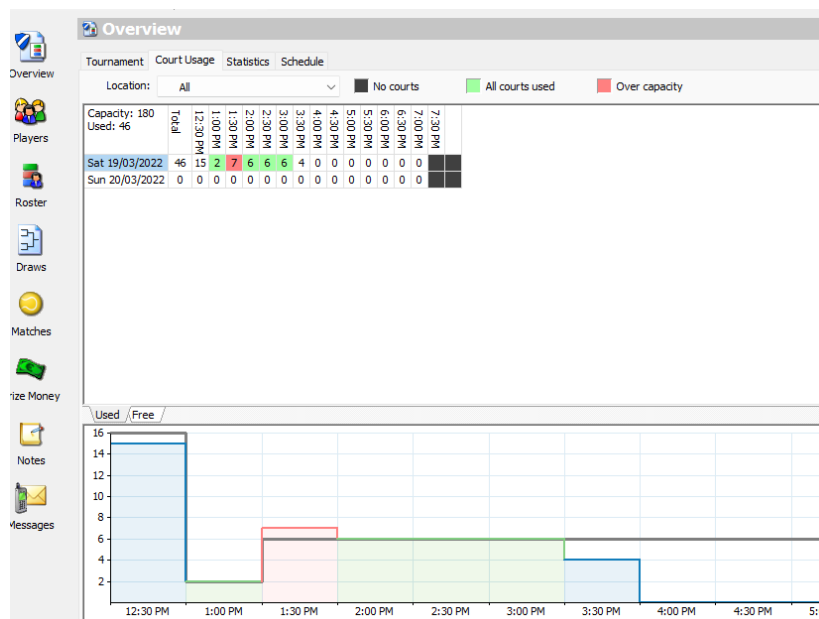 Overview
Tournament Court Usage Statistics Schedule
Location: All No courts All courts used Over capacity
Overview
Players
Roster
Draws
Matches
rize Money
Notes
Messages
Capacity: 180
Used: 46
Total 12:30 PM 1:00 PM 1:30 PM 2:00 PM 2:30 PM 3:00 PM 3:30 PM 4:00 PM 4:30 PM 5:00 PM 5:30 PM 6:00 PM 6:30 PM 7:00 PM 7:30 PM
Sat 19/03/2022 46 15 2 7 6 6 6 4 0 0 0 0 0 0 0
Sun 20/03/2022 0 0 0 0 0 0 0 0 0 0 0 0 0 0 0
Used Free
16
14
12
10
8
6
4
2
12:30 PM 1:00 PM 1:30 PM 2:00 PM 2:30 PM 3:00 PM 3:30 PM 4:00 PM 4:30 PM 5: